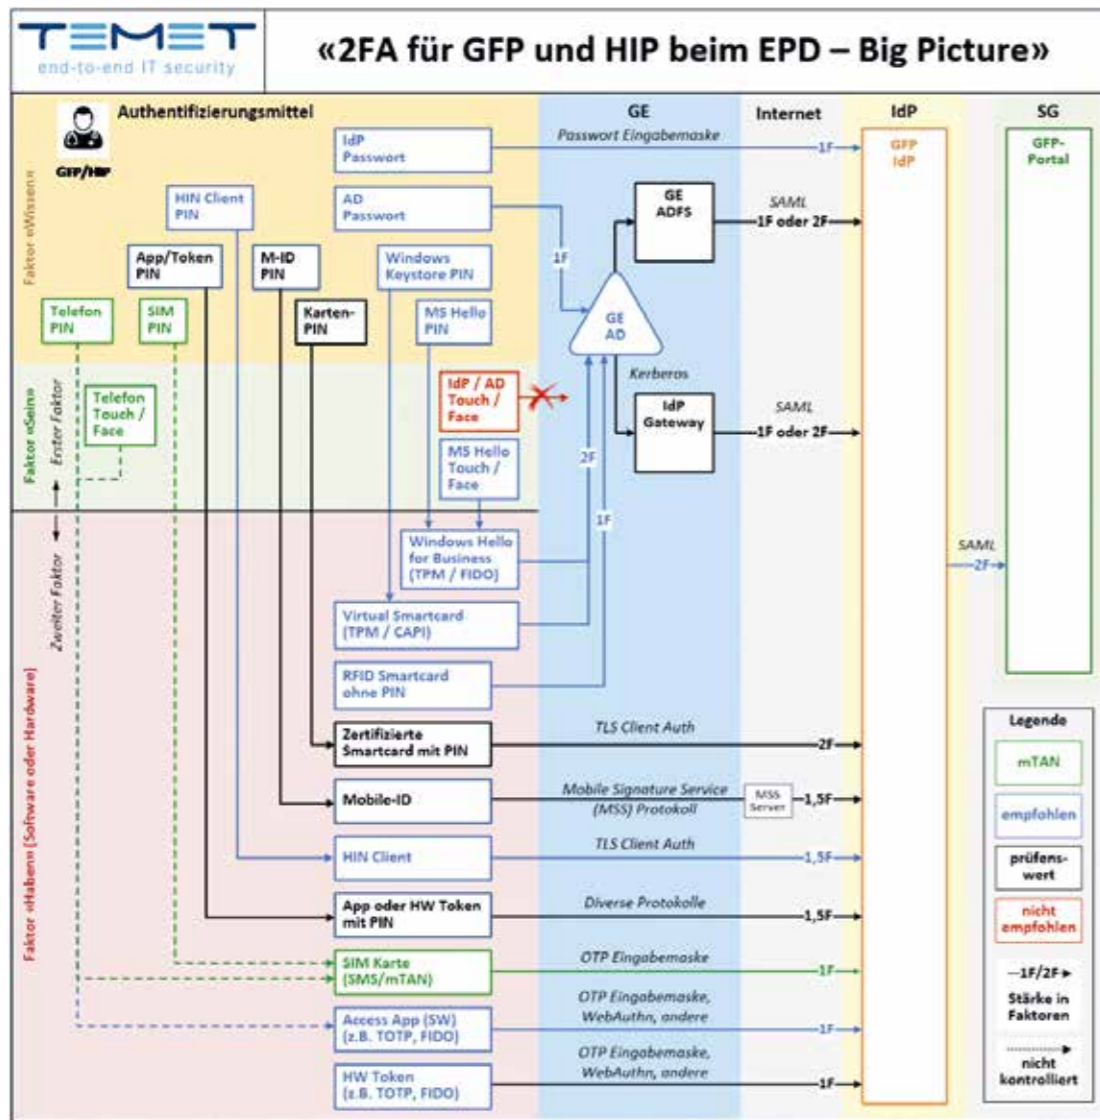 TEMET
end-to-end IT security
«2FA für GFP und HIP beim EPD – Big Picture»
Authentifizierungsmittel
GE
Internet
IdP
SG
GFP/HIP
Faktor «Wissen»
Faktor «Sein»
Erster Faktor
Zweiter Faktor
Faktor «Haben» (Software oder Hardware)
IdP
Passwort
Passwort Eingabemaske
1F
GFP
IdP
GFP-
Portal
HIN Client
PIN
AD
Passwort
GE
ADFS
SAML
1F oder 2F
1F
App/Token
PIN
M-ID
PIN
Windows
Keystore PIN
Telefon
PIN
SIM
PIN
Karten-
PIN
MS Hello
PIN
GE
AD
Kerberos
Telefon
Touch /
Face
IdP / AD
Touch /
Face
IdP
Gateway
SAML
1F oder 2F
MS Hello
Touch /
Face
2F
1F
Windows Hello
for Business
(TPM / FIDO)
SAML
2F
Virtual Smartcard
(TPM / CAPI)
RFID Smartcard
ohne PIN
Zertifizierte
Smartcard mit PIN
TLS Client Auth
2F
Mobile-ID
Mobile Signature Service
(MSS) Protokoll
MSS
Server
1,5F
HIN Client
TLS Client Auth
1,5F
App oder HW Token
mit PIN
Diverse Protokolle
1,5F
SIM Karte
(SMS/mTAN)
OTP Eingabemaske
1F
Access App (SW)
(z.B. TOTP, FIDO)
OTP Eingabemaske,
WebAuthn, andere
1F
HW Token
(z.B. TOTP, FIDO)
OTP Eingabemaske,
WebAuthn, andere
1F
Legende
mTAN
empfohlen
prüfens-
wert
nicht
empfohlen
1F/2F
Stärke in
Faktoren
nicht
kontrolliert